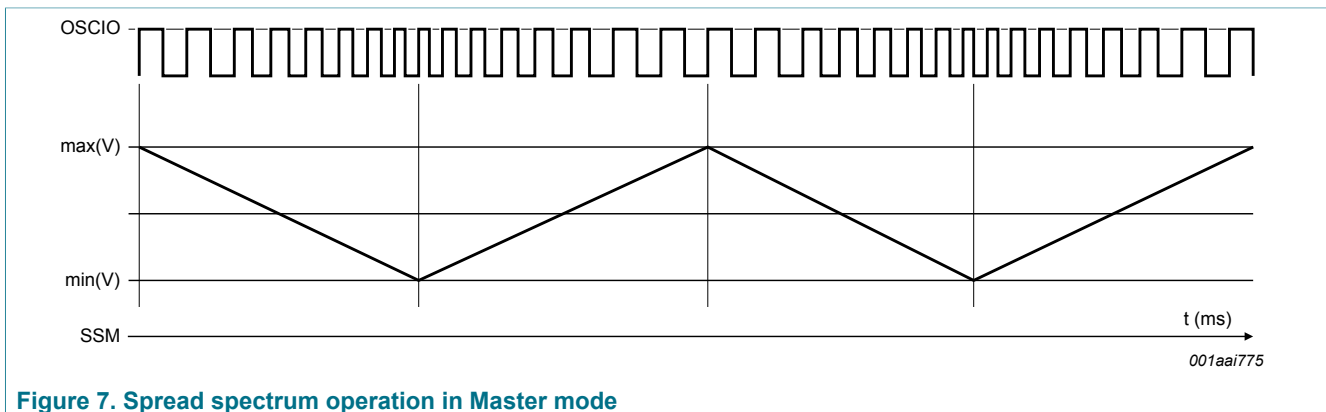 OSCIO
max(V)
min(V)
t (ms)
SSM
001aai775
Figure 7. Spread spectrum operation in Master mode